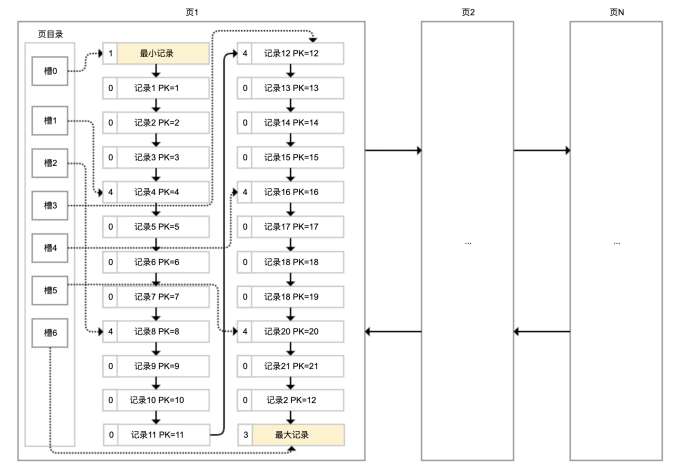 页1
页2
页N
页目录
槽0
槽1
槽2
槽3
槽4
槽5
槽6
1 最小记录
0 记录1 PK=1
0 记录2 PK=2
0 记录3 PK=3
4 记录4 PK=4
0 记录5 PK=5
0 记录6 PK=6
0 记录7 PK=7
4 记录8 PK=8
0 记录9 PK=9
0 记录10 PK=10
0 记录11 PK=11
4 记录12 PK=12
0 记录13 PK=13
0 记录14 PK=14
0 记录15 PK=15
4 记录16 PK=16
0 记录17 PK=17
0 记录18 PK=18
0 记录18 PK=19
4 记录20 PK=20
0 记录21 PK=21
0 记录2 PK=12
3 最大记录
...
...